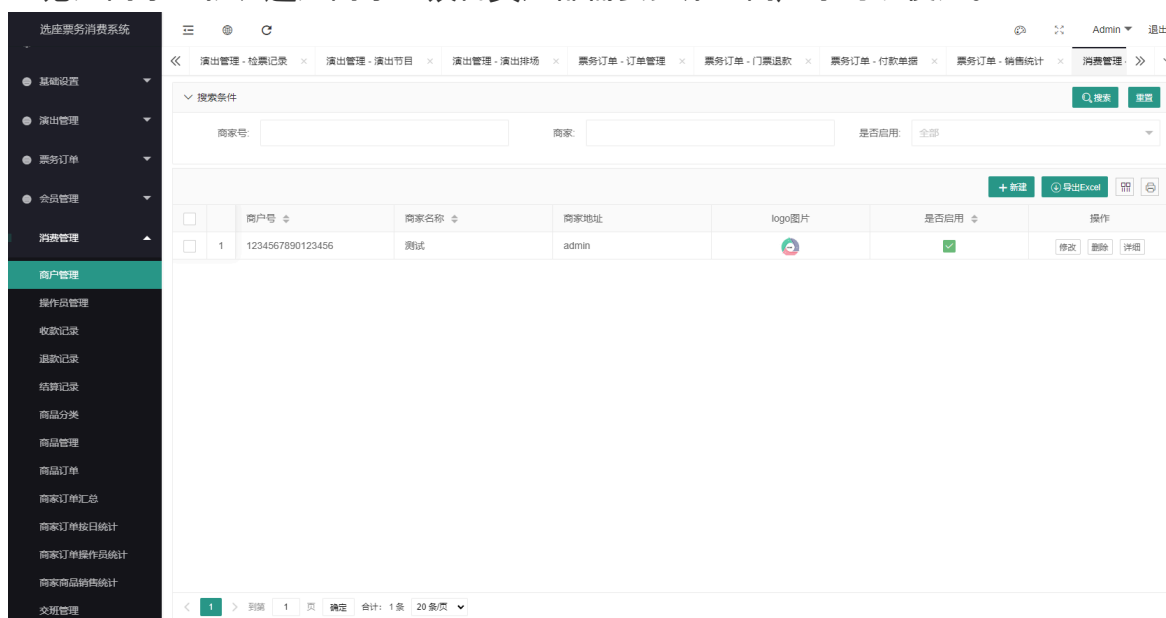 选座票务消费系统
Admin 退出
演出管理 - 检票记录 × 演出管理 - 演出节目 × 演出管理 - 演出排场 × 票务订单 - 订单管理 × 票务订单 - 门票退款 × 票务订单 - 付款单据 × 票务订单 - 销售统计 × 消费管理 -
基础设置
演出管理
票务订单
会员管理
消费管理
商户管理
操作员管理
收款记录
退款记录
结算记录
商品分类
商品管理
商品订单
商家订单汇总
商家订单按日统计
商家订单操作员统计
商家商品销售统计
交班管理
搜索条件 搜索 重置
商家号: 商家: 是否启用: 全部
+ 新建 导出Excel
商户号 商家名称 商家地址 logo图片 是否启用 操作
1 1234567890123456 测试 admin 修改 删除 详细
< 1 > 到第 1 页 确定 合计: 1 条 20 条/页